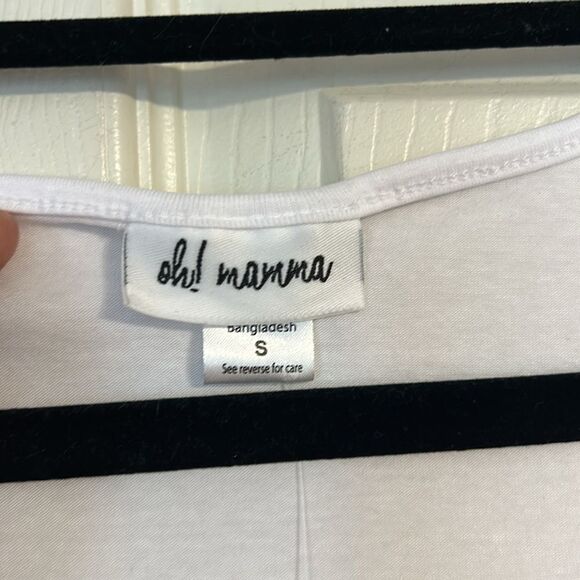 oh! mamma
Bangladesh
S
See reverse for care